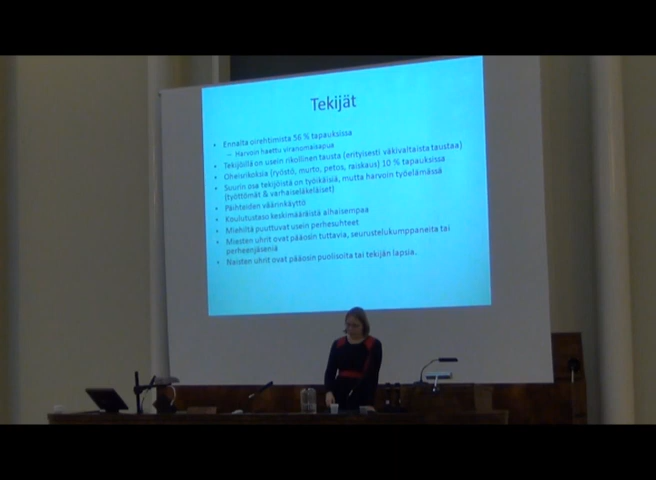 Tekijät
• Ennalta oirehtimista 56 % tapauksissa
– Harvoin haettu viranomaisapua
• Tekijöillä on usein rikollinen tausta (erityisesti väkivaltaista taustaa)
• Oheisrikoksia (ryöstö, murto, petos, raiskaus) 10 % tapauksissa
• Suurin osa tekijöistä on työikäisiä, mutta harvoin työelämässä
(työttömät & varhaiseläkeläiset)
• Päihteiden väärinkäyttö
• Koulutustaso keskimääräistä alhaisempaa
• Miehiltä puuttuvat usein perhesuhteet
• Miesten uhrit ovat pääosin tuttavia, seurustelukumppaneita tai
perheenjäseniä
• Naisten uhrit ovat pääosin puolisoita tai tekijän lapsia..